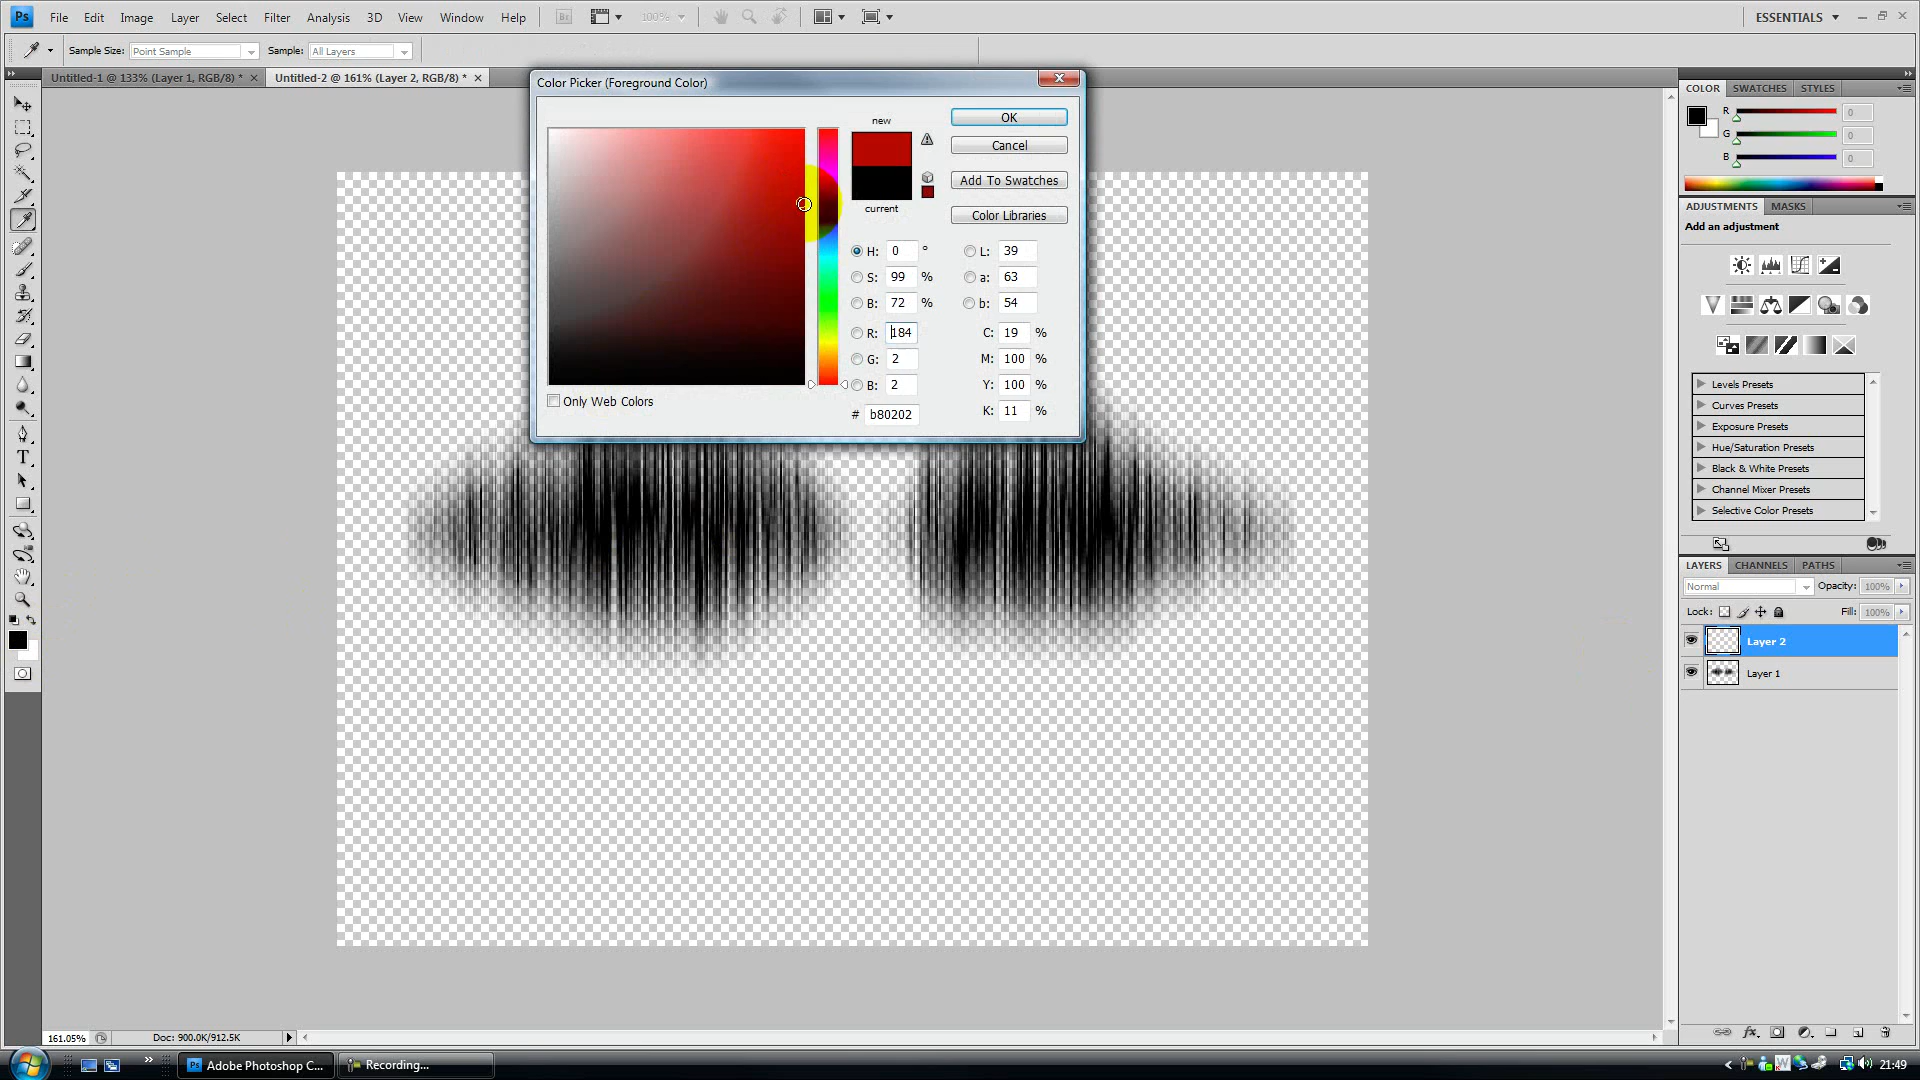 Ps File Edit Image Layer Select Filter Analysis 3D View Window Help Br 100% ESSENTIALS
Sample Size: Point Sample Sample: All Layers
Untitled-1 @ 133% (Layer 1, RGB/8) * Untitled-2 @ 161% (Layer 2, RGB/8) *
Color Picker (Foreground Color)
new
current
OK
Cancel
Add To Swatches
Color Libraries
H: 0 ° L: 39
S: 99 % a: 63
B: 72 % b: 54
R: 184 C: 19 %
G: 2 M: 100 %
B: 2 Y: 100 %
# b80202 K: 11 %
Only Web Colors
COLOR SWATCHES STYLES
R 0
G 0
B 0
ADJUSTMENTS MASKS
Add an adjustment
Levels Presets
Curves Presets
Exposure Presets
Hue/Saturation Presets
Black & White Presets
Channel Mixer Presets
Selective Color Presets
LAYERS CHANNELS PATHS
Normal Opacity: 100%
Lock: Fill: 100%
Layer 2
Layer 1
T
161.05% Doc: 900.0K/912.5K
Ps Adobe Photoshop C... Recording... 21:49